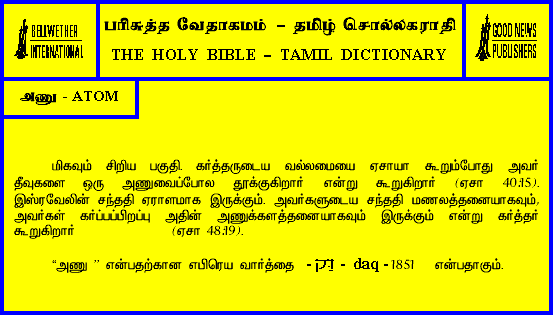 BELLWETHER
INTERNATIONAL
பரிசுத்த வேதாகமம் – தமிழ் சொல்லகராதி
THE HOLY BIBLE – TAMIL DICTIONARY
GOOD NEWS
PUBLISHERS
அணு - ATOM
மிகவும் சிறிய பகுதி. கர்த்தருடைய வல்லமையை ஏசாயா கூறும்போது அவர்
தீவுகளை ஒரு அணுவைப்போல தூக்குகிறார் என்று கூறுகிறார் (ஏசா 40:15).
இஸ்ரவேலின் சந்ததி ஏராளமாக இருக்கும். அவர்களுடைய சந்ததி மணலத்தனையாகவும்,
அவர்கள் கர்ப்பப்பிறப்பு அதின் அணுக்களத்தனையாகவும் இருக்கும் என்று கர்த்தர்
கூறுகிறார் (ஏசா 48:19).
“அணு ” என்பதற்கான எபிரெய வார்த்தை - דַּק - daq -1851 என்பதாகும்.